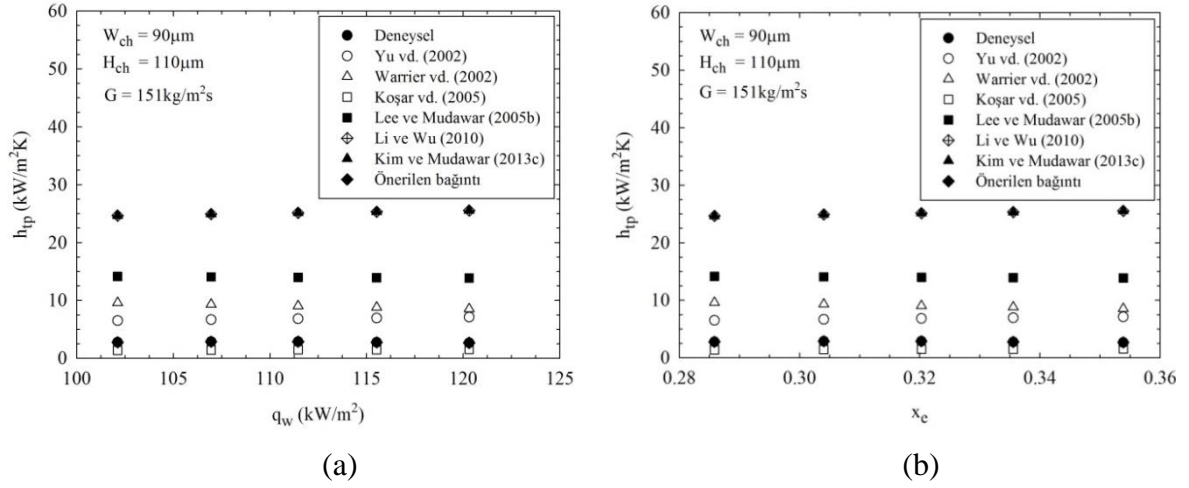 60
50
40
30
20
10
0
h_tp (kW/m²K)
W_ch = 90μm
H_ch = 110μm
G = 151kg/m²s
Deneysel
Yu vd. (2002)
Warrier vd. (2002)
Koşar vd. (2005)
Lee ve Mudawar (2005b)
Li ve Wu (2010)
Kim ve Mudawar (2013c)
Önerilen bağıntı
100 105 110 115 120 125
q_w (kW/m²)
(a)
60
50
40
30
20
10
0
h_tp (kW/m²K)
W_ch = 90μm
H_ch = 110μm
G = 151kg/m²s
Deneysel
Yu vd. (2002)
Warrier vd. (2002)
Koşar vd. (2005)
Lee ve Mudawar (2005b)
Li ve Wu (2010)
Kim ve Mudawar (2013c)
Önerilen bağıntı
0.28 0.30 0.32 0.34 0.36
x_e
(b)